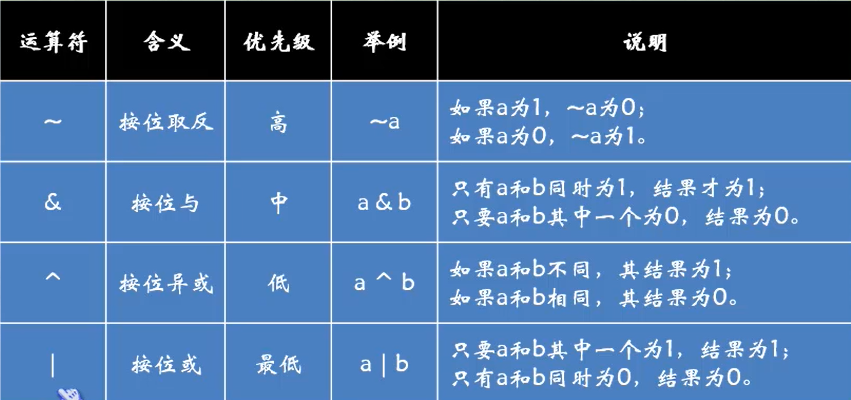 运算符 含义 优先级 举例 说明
~ 按位取反 高 ~a 如果a为1，~a为0；
如果a为0，~a为1。
& 按位与 中 a & b 只有a和b同时为1，结果才为1；
只要a和b其中一个为0，结果为0。
^ 按位异或 低 a ^ b 如果a和b不同，其结果为1；
如果a和b相同，其结果为0。
| 按位或 最低 a | b 只要a和b其中一个为1，结果为1；
只有a和b同时为0，结果为0。